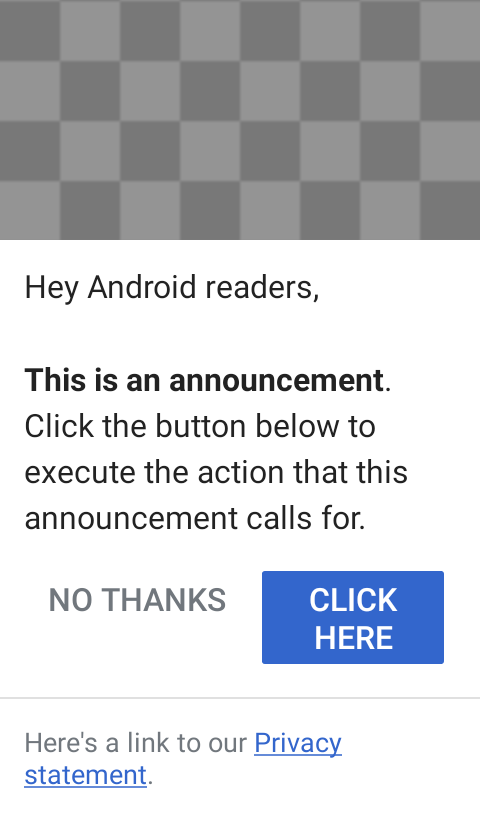 Hey Android readers,
This is an announcement.
Click the button below to
execute the action that this
announcement calls for.
NO THANKS
CLICK
HERE
Here's a link to our Privacy
statement.